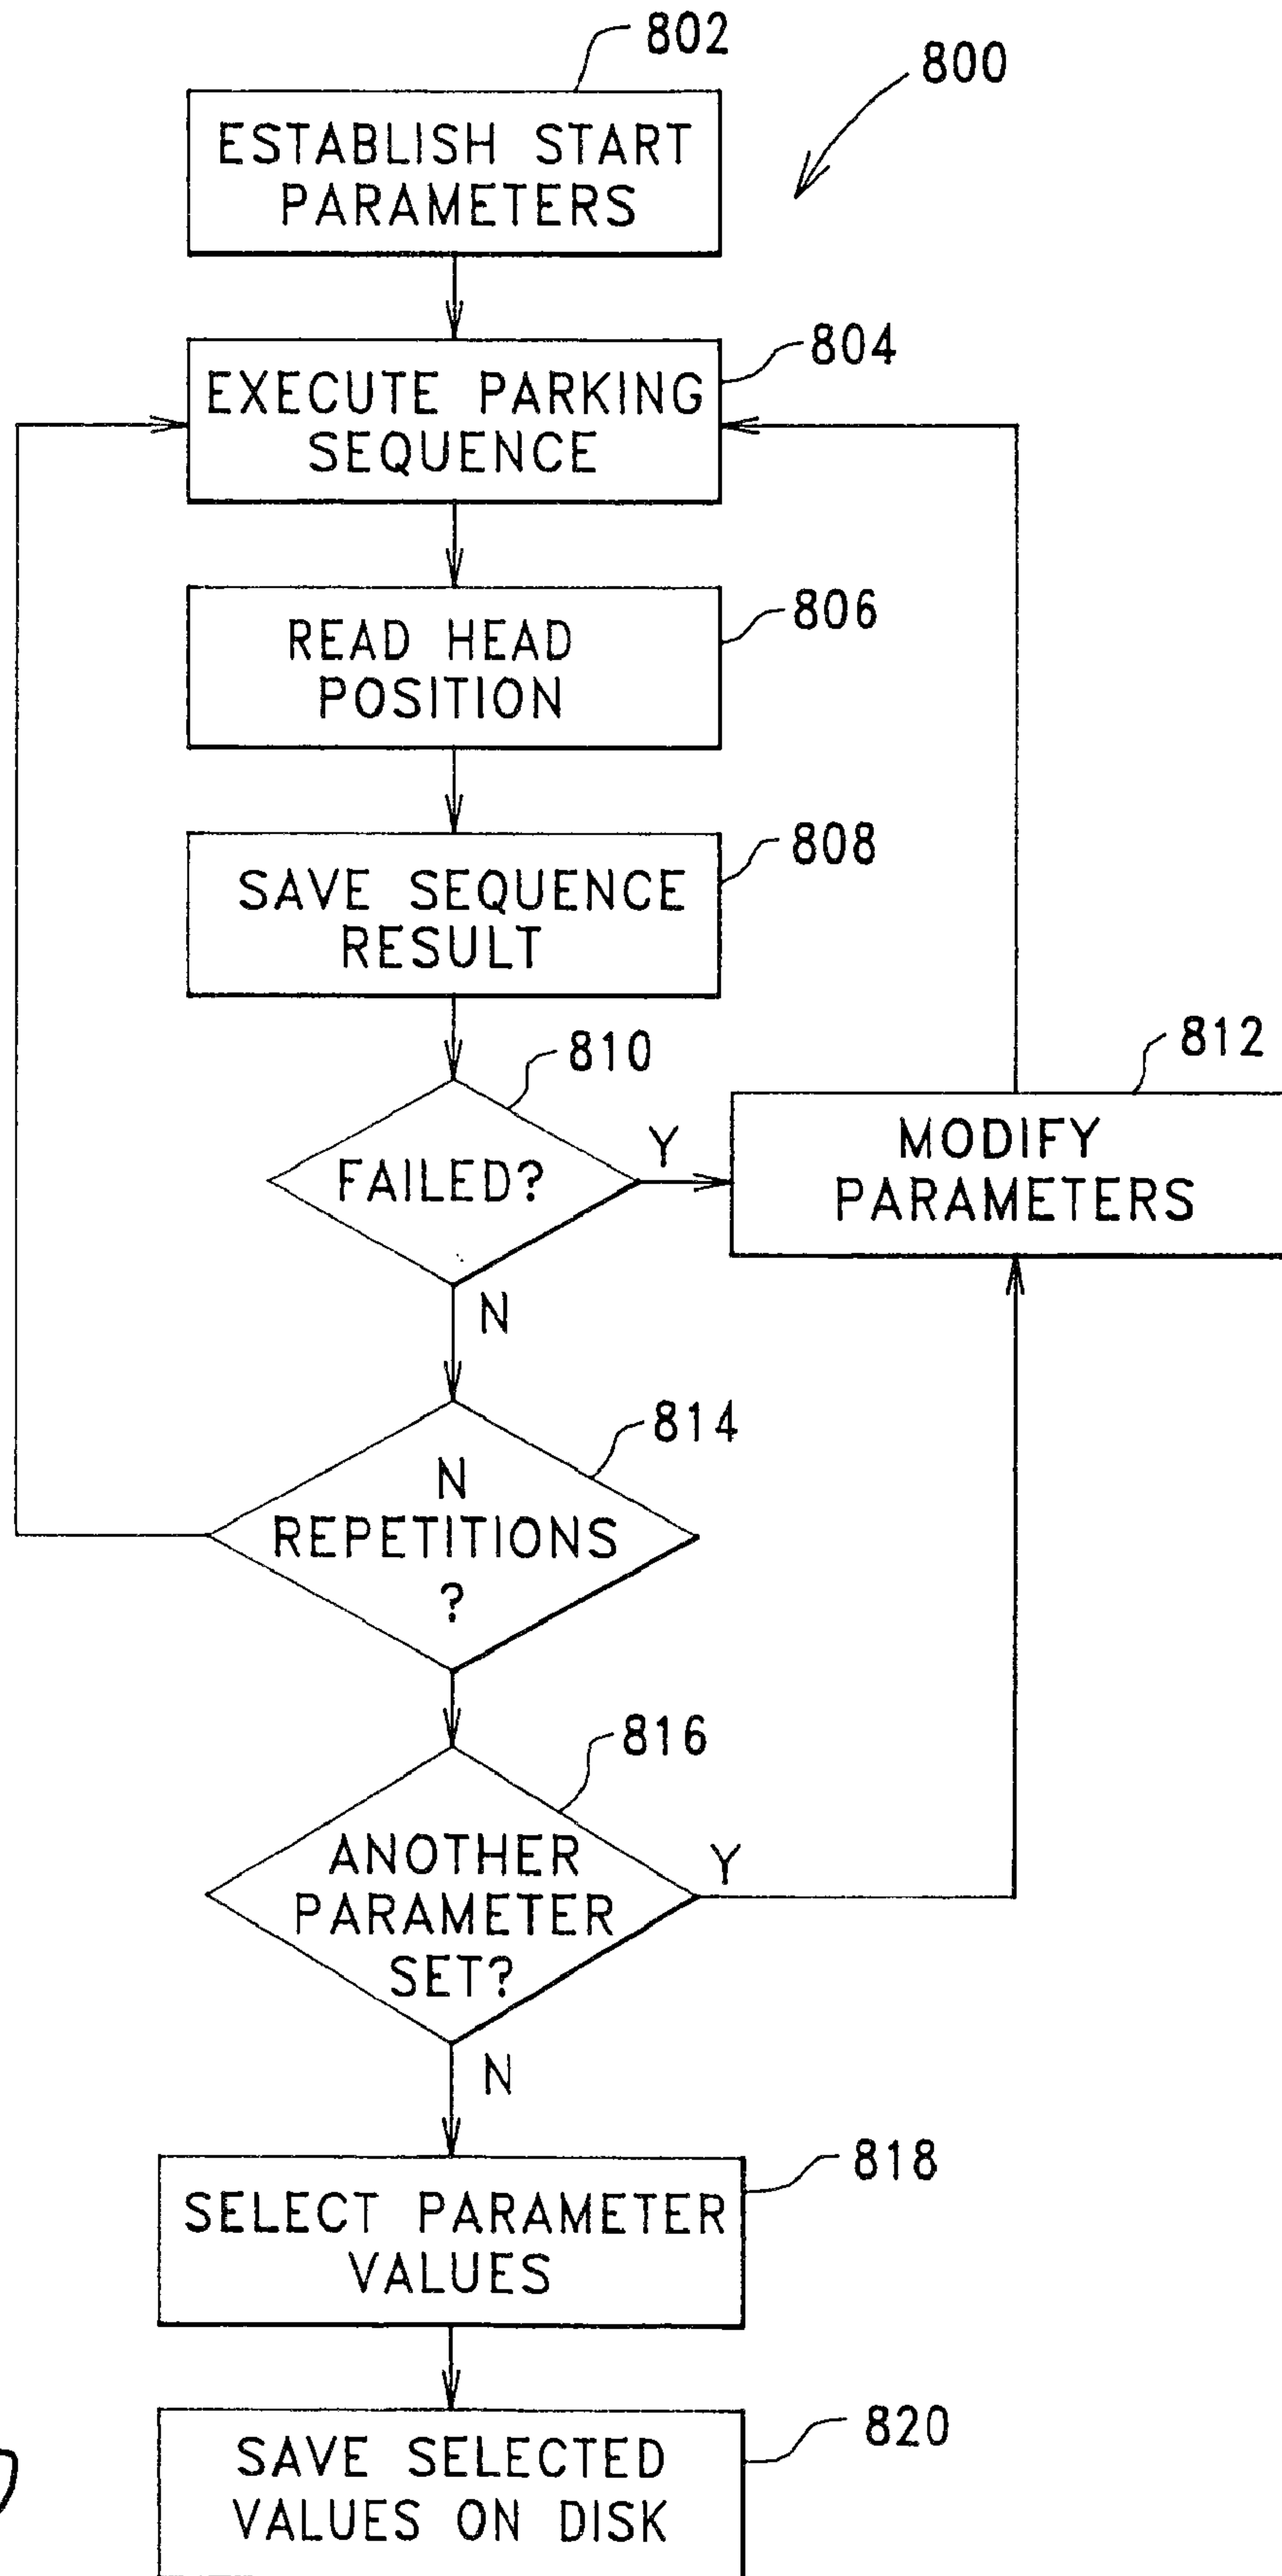 802
800
ESTABLISH START
PARAMETERS
804
EXECUTE PARKING
SEQUENCE
806
READ HEAD
POSITION
808
SAVE SEQUENCE
RESULT
810
FAILED?
Y
812
MODIFY
PARAMETERS
N
814
N
REPETITIONS
?
816
ANOTHER
PARAMETER
SET?
Y
N
818
SELECT PARAMETER
VALUES
820
SAVE SELECTED
VALUES ON DISK